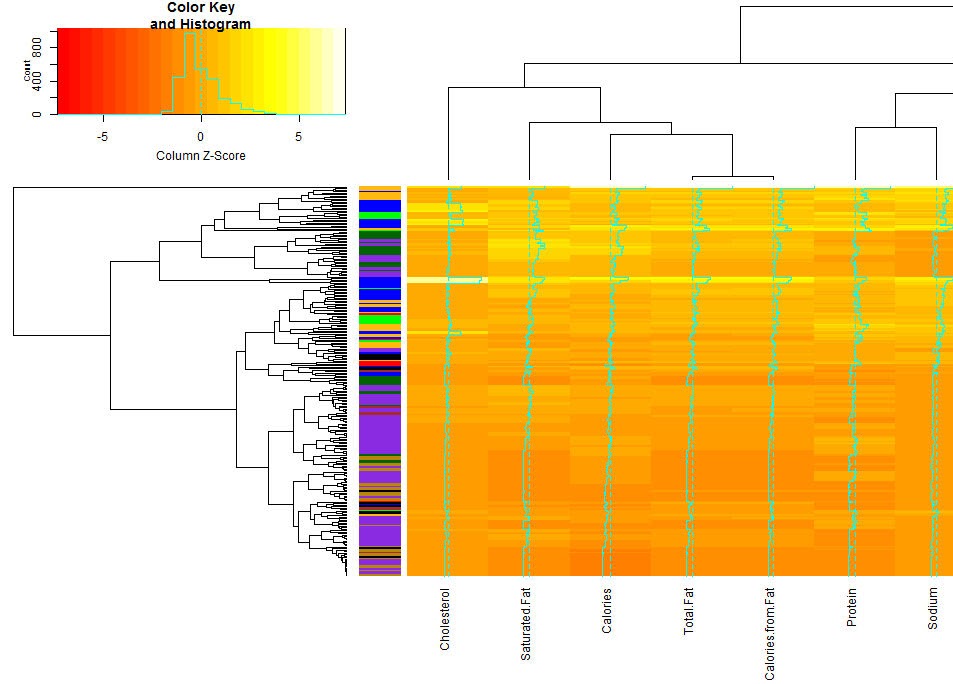 Color Key
and Histogram
Count
0 400 800
-5 0 5
Column Z-Score
Cholesterol
Saturated.Fat
Calories
Total.Fat
Calories.from.Fat
Protein
Sodium